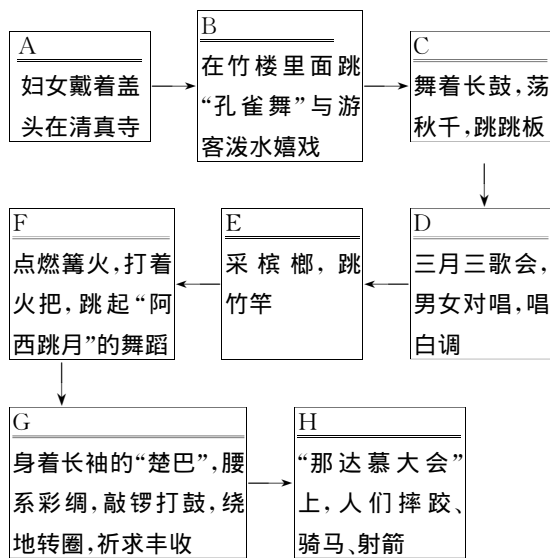 A
妇女戴着盖
头在清真寺
B
在竹楼里面跳
“孔雀舞”与游
客泼水嬉戏
C
舞着长鼓,荡
秋千,跳跳板
D
三月三歌会,
男女对唱,唱
白调
E
采槟榔,跳
竹竿
F
点燃篝火,打着
火把,跳起“阿
西跳月”的舞蹈
G
身着长袖的“楚巴”,腰
系彩绸,敲锣打鼓,绕
地转圈,祈求丰收
H
“那达慕大会”
上,人们摔跤、
骑马、射箭